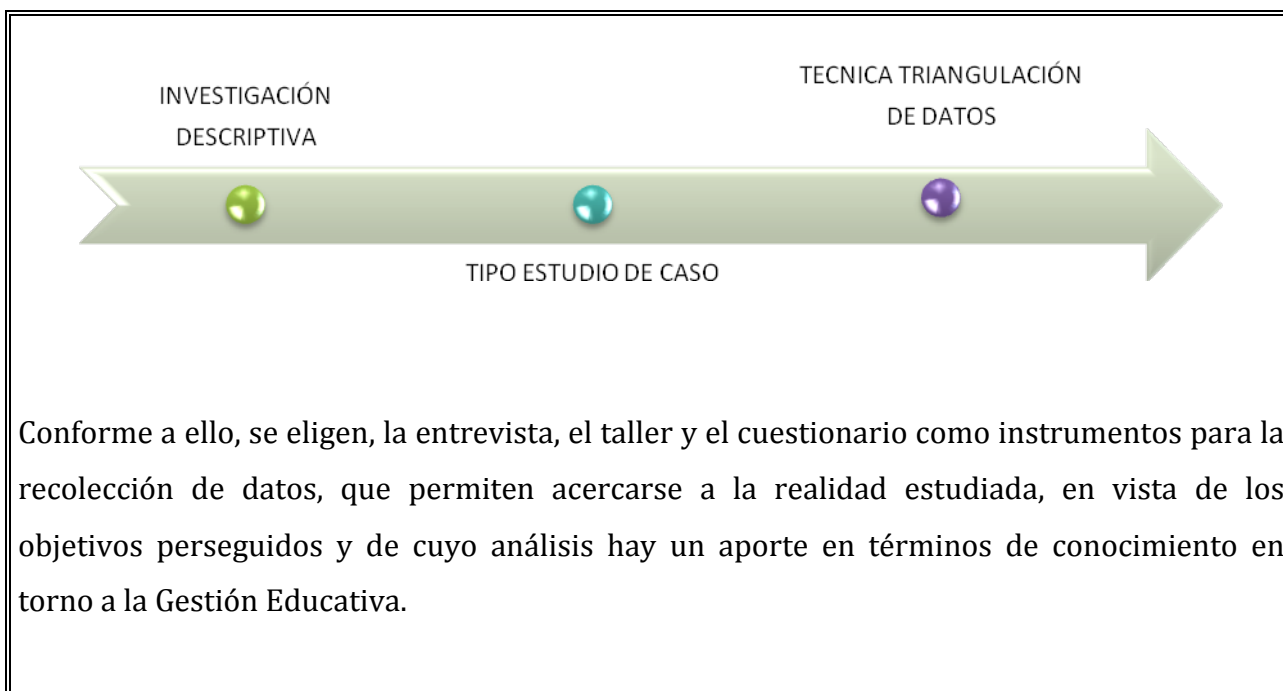 INVESTIGACIÓN
DESCRIPTIVA
TECNICA TRIANGULACIÓN
DE DATOS
TIPO ESTUDIO DE CASO
Conforme a ello, se eligen, la entrevista, el taller y el cuestionario como instrumentos para la
recolección de datos, que permiten acercarse a la realidad estudiada, en vista de los
objetivos perseguidos y de cuyo análisis hay un aporte en términos de conocimiento en
torno a la Gestión Educativa.